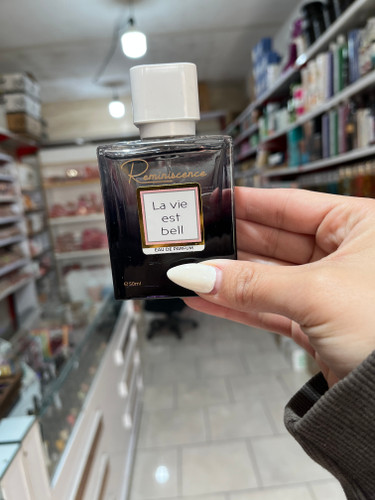 Reminiscence
La vie
est
bell
EAU DE PARFUM
℮50ml